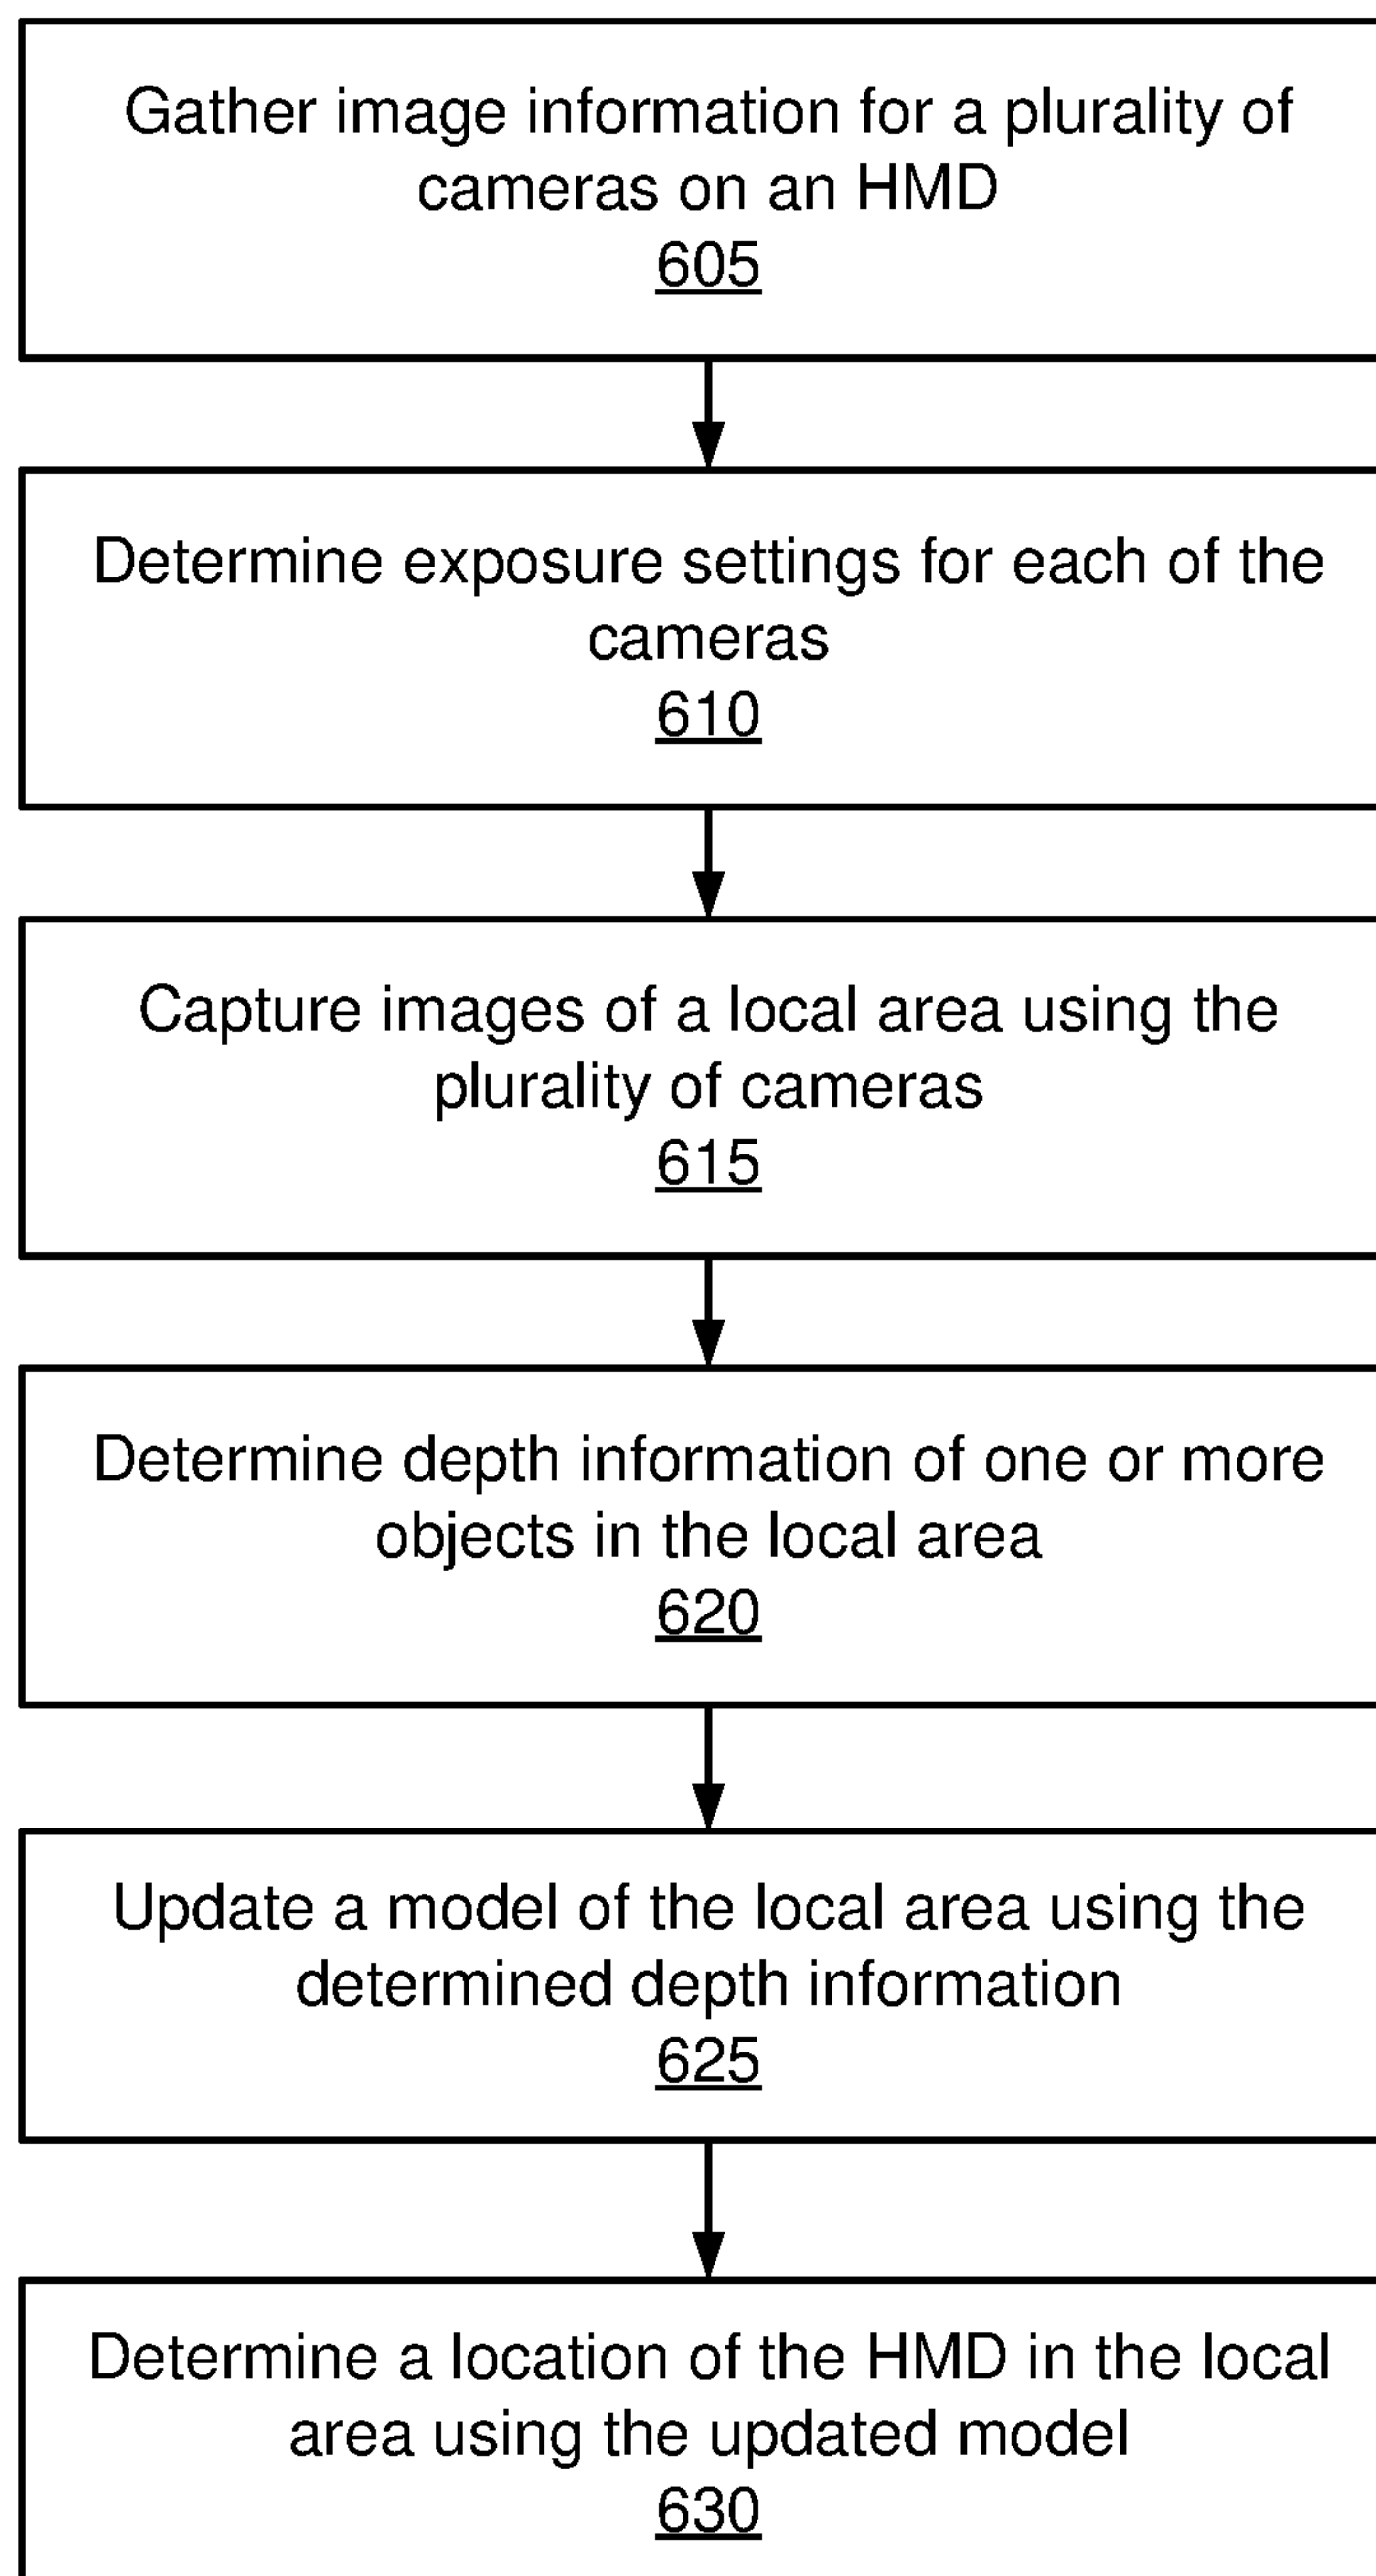 Gather image information for a plurality of
cameras on an HMD
605
Determine exposure settings for each of the
cameras
610
Capture images of a local area using the
plurality of cameras
615
Determine depth information of one or more
objects in the local area
620
Update a model of the local area using the
determined depth information
625
Determine a location of the HMD in the local
area using the updated model
630